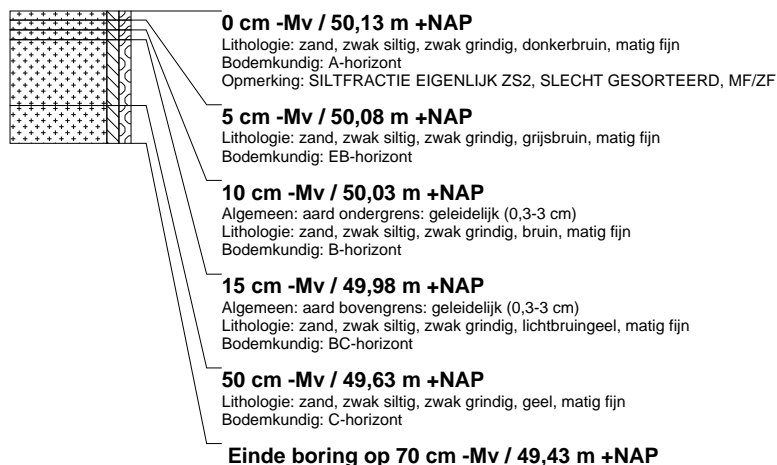 0 cm -Mv / 50,13 m +NAP
Lithologie: zand, zwak siltig, zwak grindig, donkerbruin, matig fijn
Bodemkundig: A-horizont
Opmerking: SILTFRACTIE EIGENLIJK ZS2, SLECHT GESORTEERD, MF/ZF
5 cm -Mv / 50,08 m +NAP
Lithologie: zand, zwak siltig, zwak grindig, grijsbruin, matig fijn
Bodemkundig: EB-horizont
10 cm -Mv / 50,03 m +NAP
Algemeen: aard ondergrens: geleidelijk (0,3-3 cm)
Lithologie: zand, zwak siltig, zwak grindig, bruin, matig fijn
Bodemkundig: B-horizont
15 cm -Mv / 49,98 m +NAP
Algemeen: aard bovengrens: geleidelijk (0,3-3 cm)
Lithologie: zand, zwak siltig, zwak grindig, lichtbruingeel, matig fijn
Bodemkundig: BC-horizont
50 cm -Mv / 49,63 m +NAP
Lithologie: zand, zwak siltig, zwak grindig, geel, matig fijn
Bodemkundig: C-horizont
Einde boring op 70 cm -Mv / 49,43 m +NAP